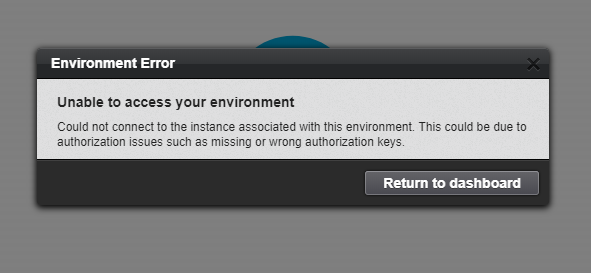 Environment Error
Unable to access your environment
Could not connect to the instance associated with this environment. This could be due to
authorization issues such as missing or wrong authorization keys.
Return to dashboard